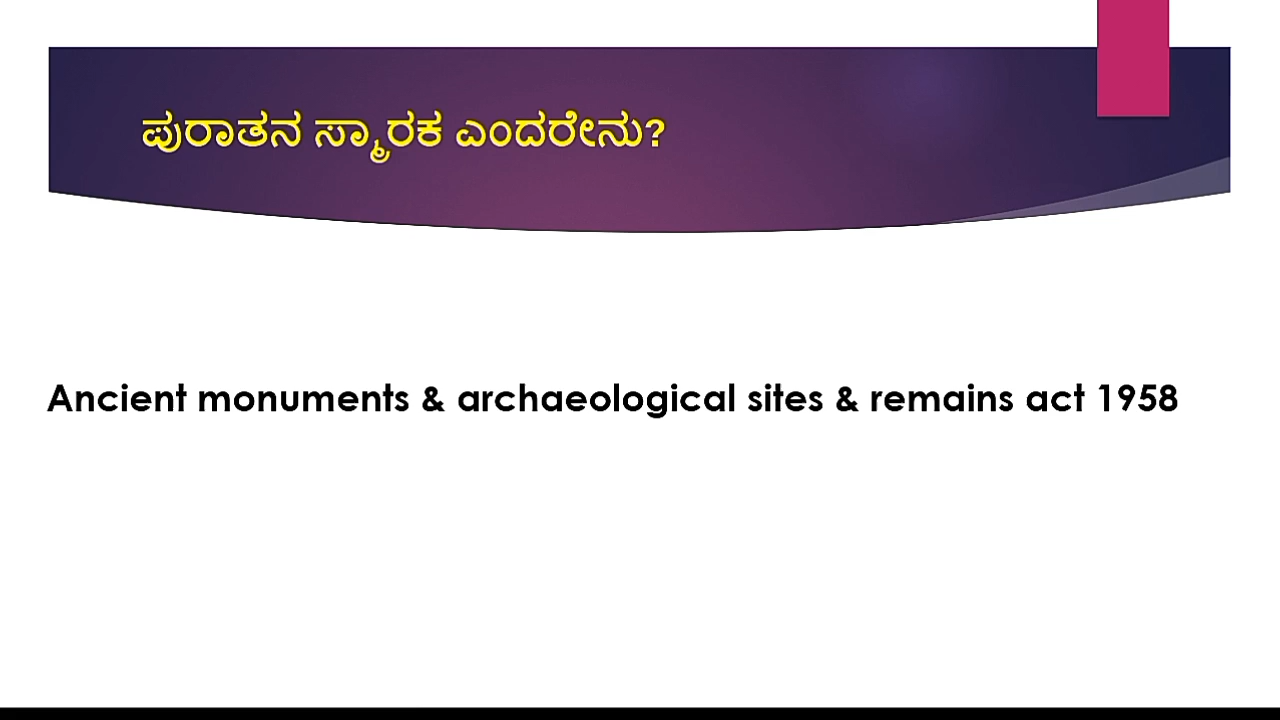 ಪುರಾತನ ಸ್ಮಾರಕ ಎಂದರೇನು?
Ancient monuments & archaeological sites & remains act 1958